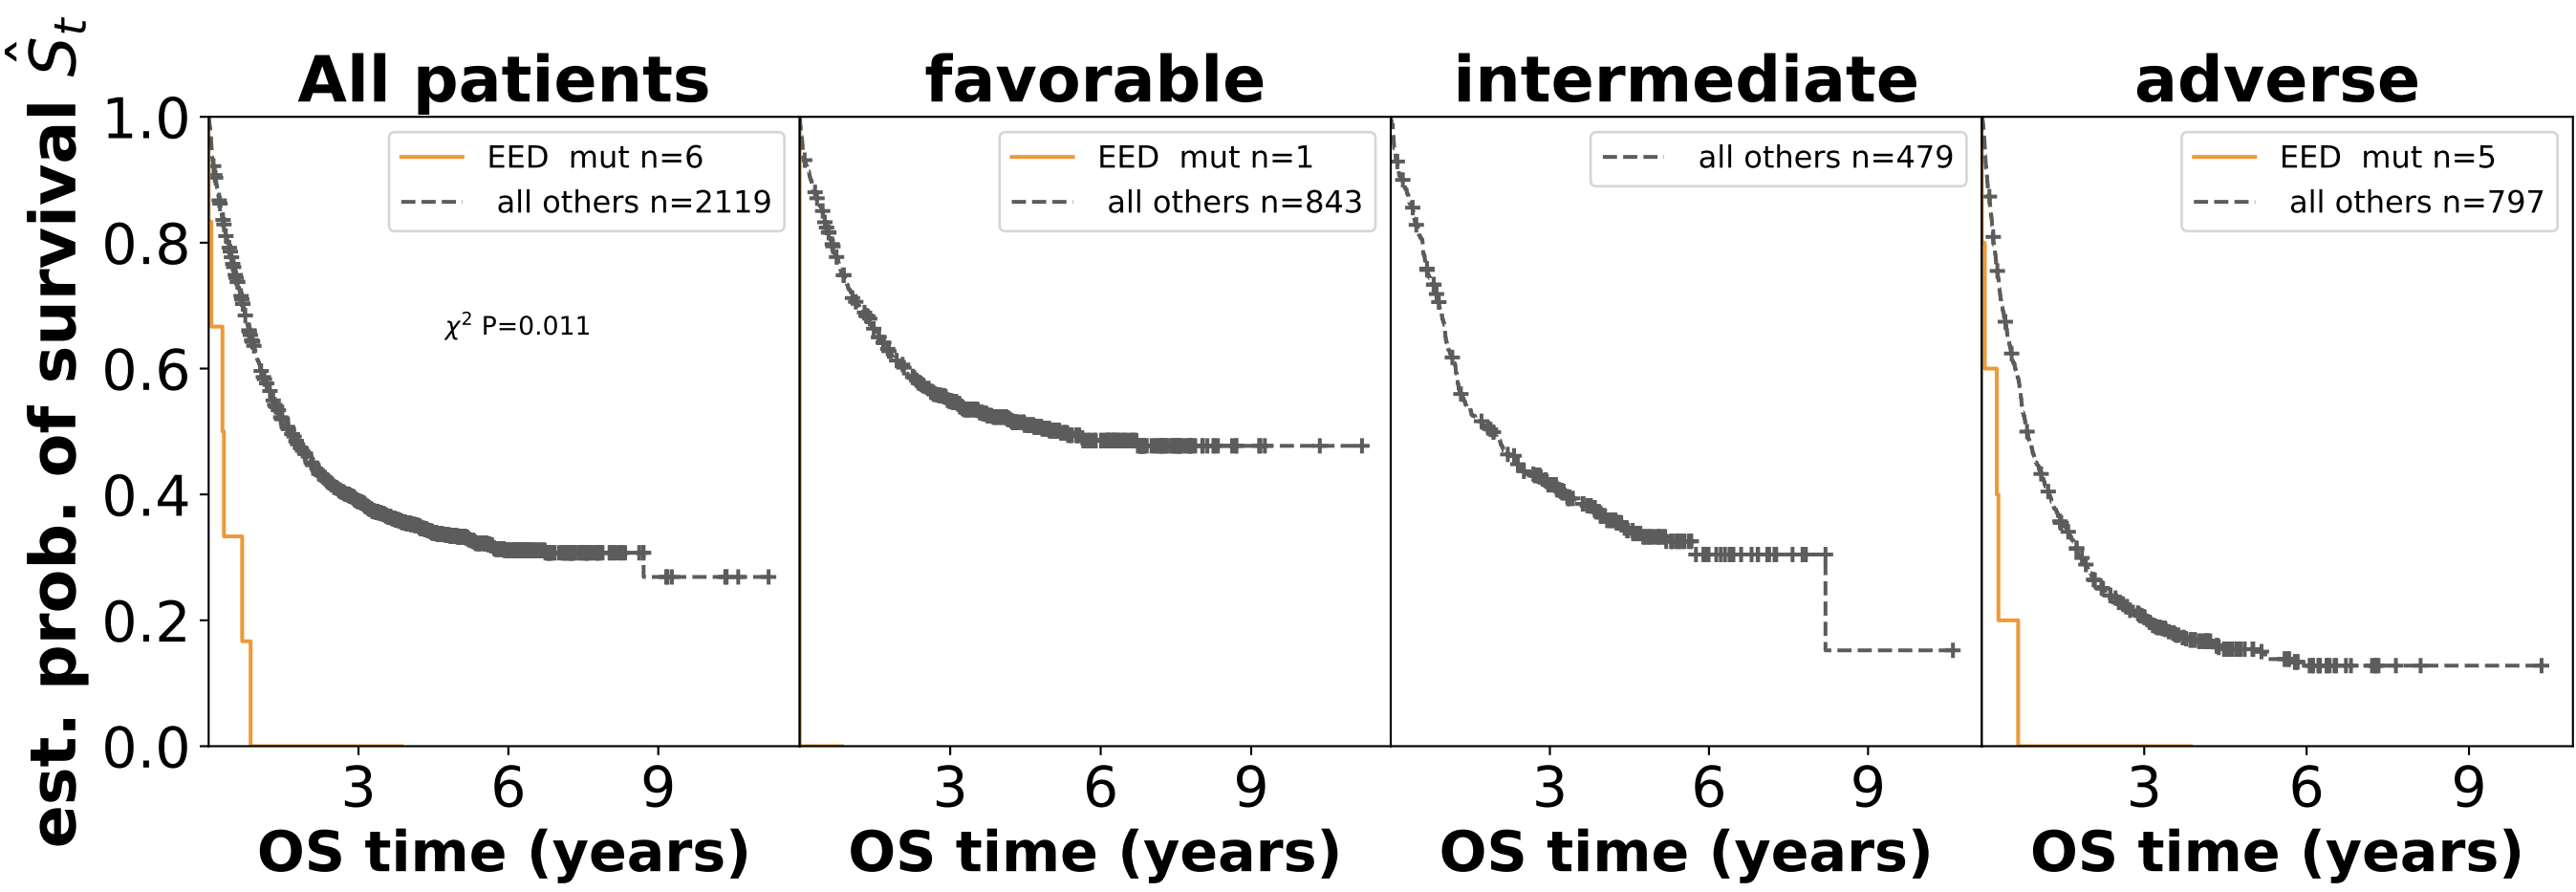 est. prob. of survival Ŝt
All patients
favorable
intermediate
adverse
1.0
0.8
0.6
0.4
0.2
0.0
EED  mut n=6
all others n=2119
χ² P=0.011
3 6 9
OS time (years)
EED  mut n=1
all others n=843
3 6 9
OS time (years)
all others n=479
3 6 9
OS time (years)
EED  mut n=5
all others n=797
3 6 9
OS time (years)